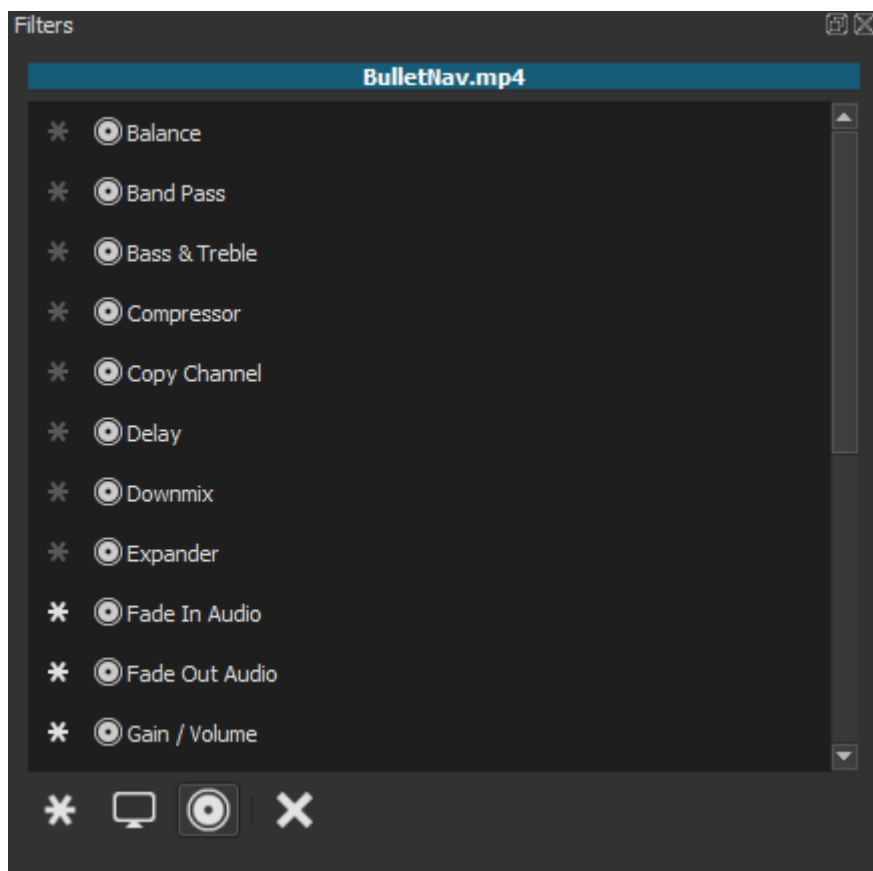 Filters
BulletNav.mp4
Balance
Band Pass
Bass & Treble
Compressor
Copy Channel
Delay
Downmix
Expander
Fade In Audio
Fade Out Audio
Gain / Volume